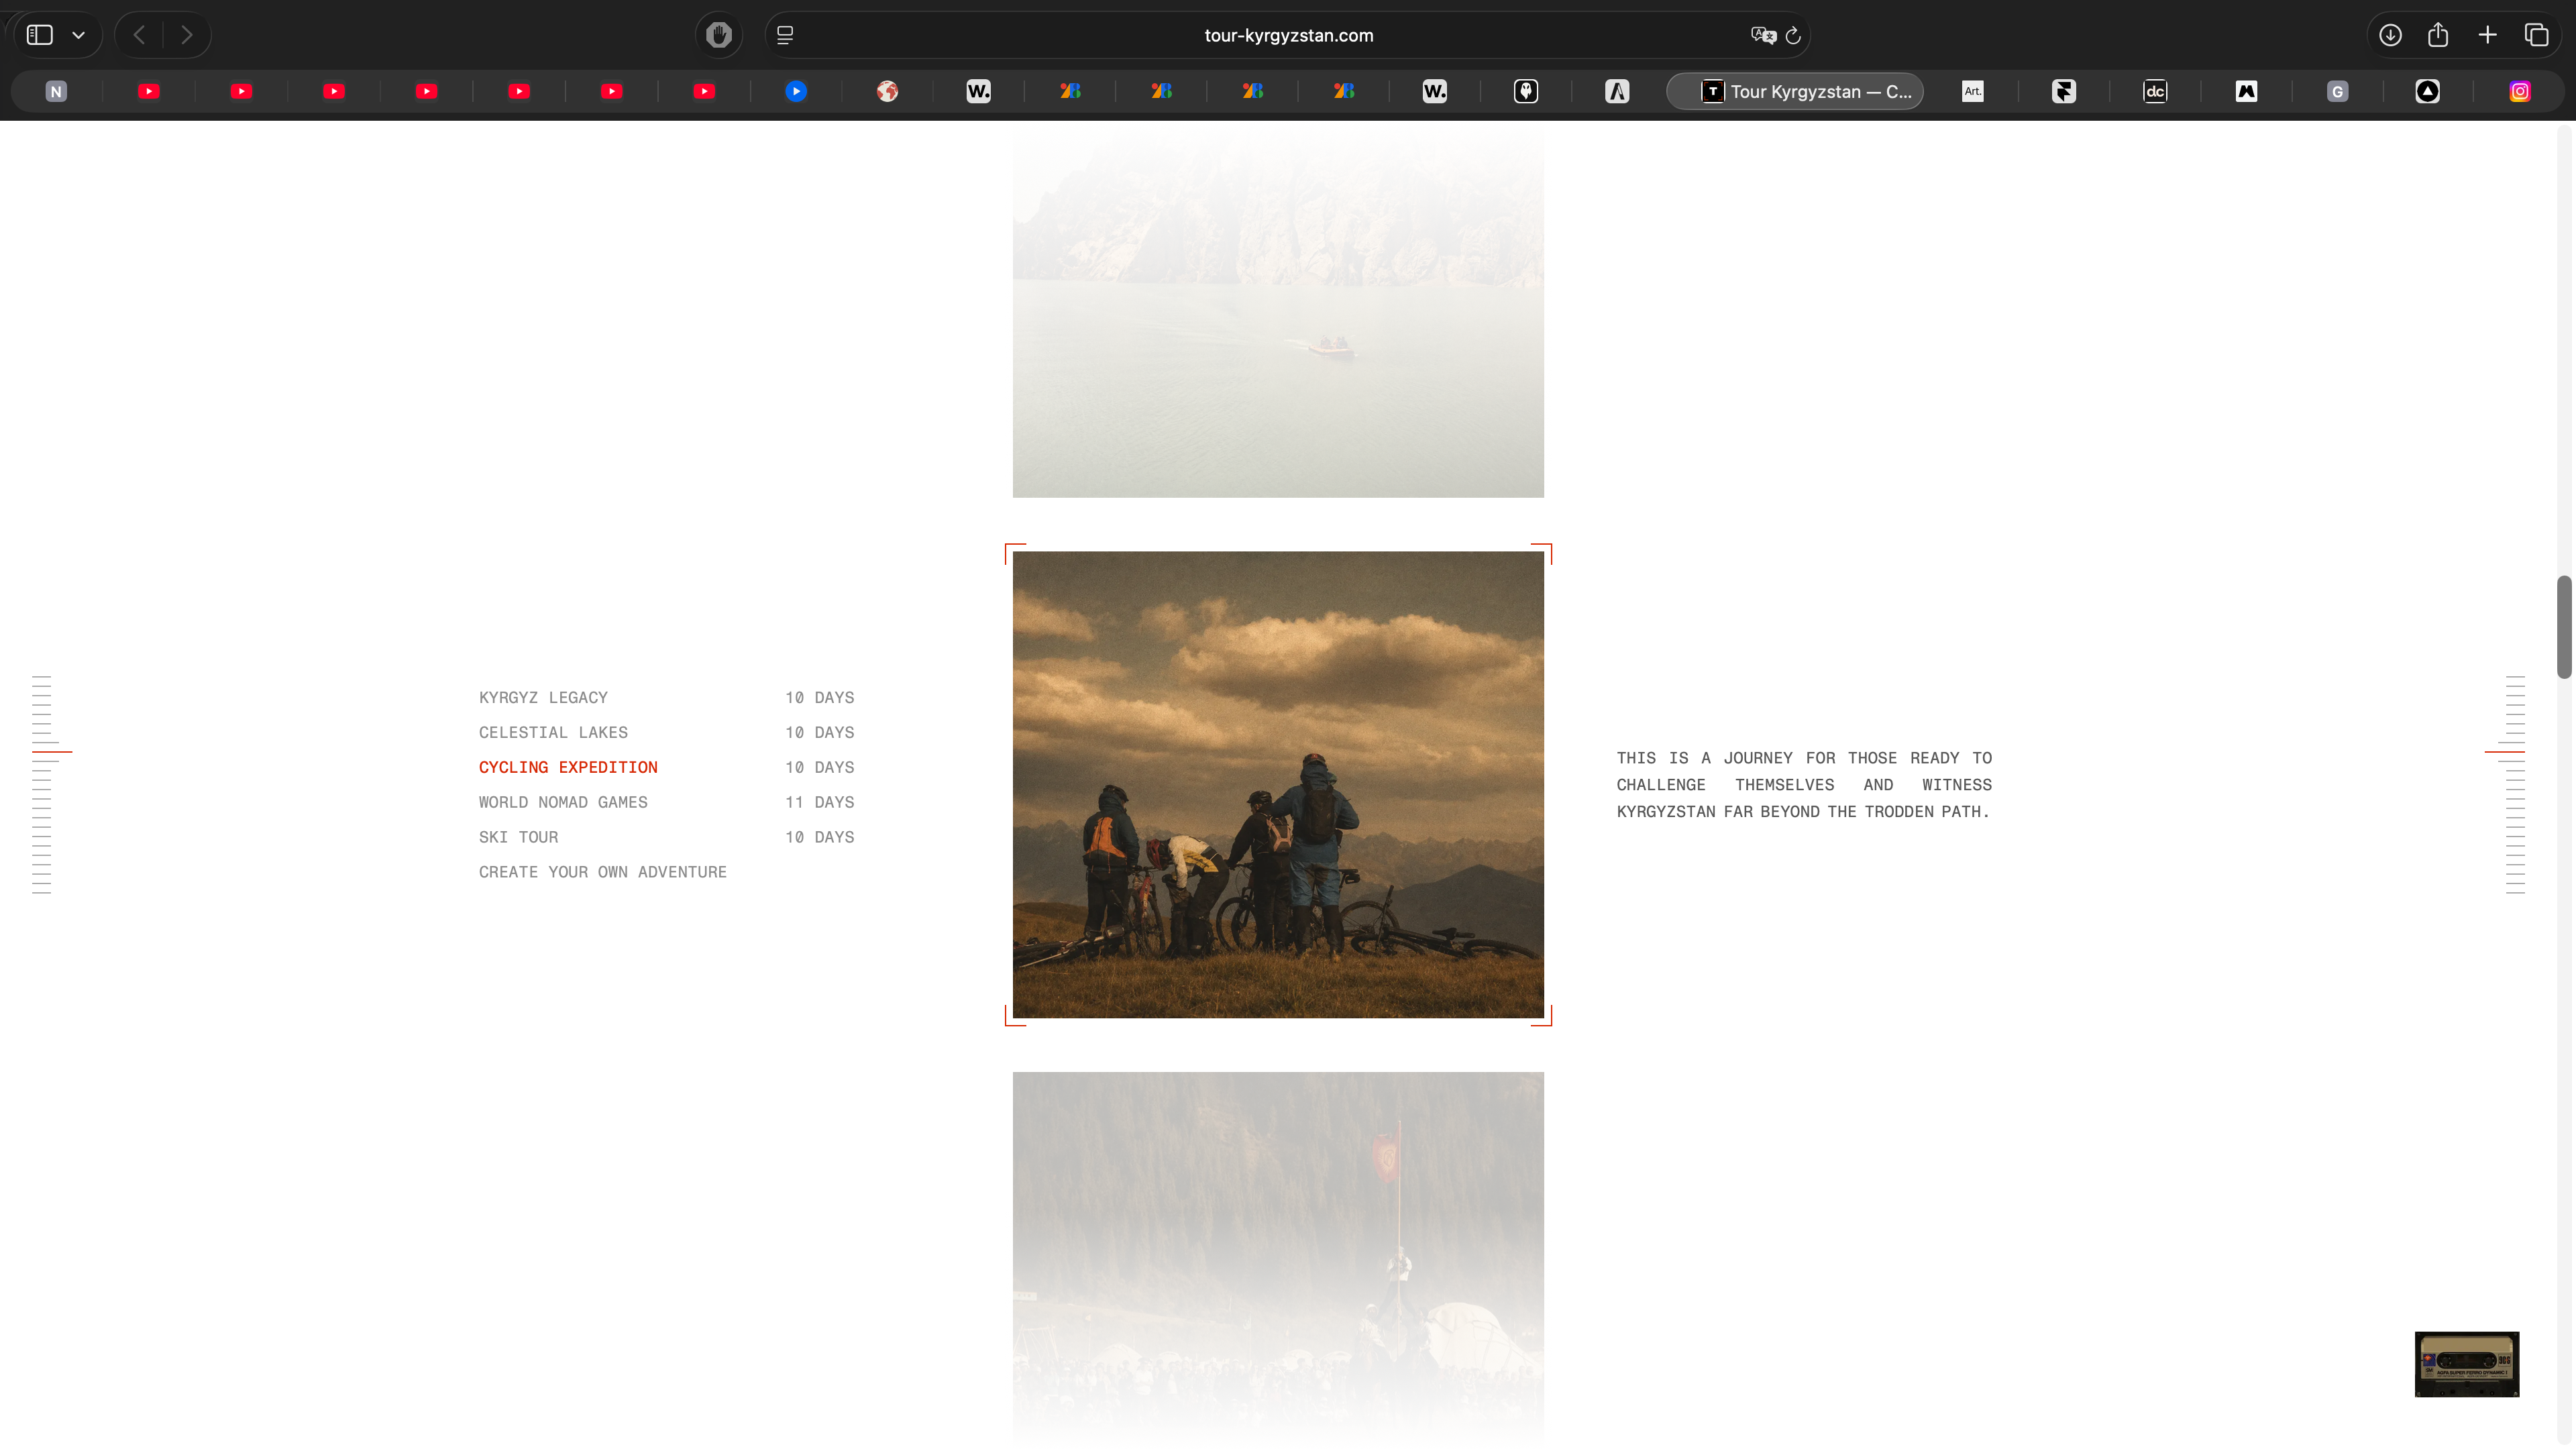 tour-kyrgyzstan.com
N
W.
W.
T Tour Kyrgyzstan — C...
Art.
dc
G
KYRGYZ LEGACY 10 DAYS
CELESTIAL LAKES 10 DAYS
CYCLING EXPEDITION 10 DAYS
WORLD NOMAD GAMES 11 DAYS
SKI TOUR 10 DAYS
CREATE YOUR OWN ADVENTURE
THIS IS A JOURNEY FOR THOSE READY TO
CHALLENGE THEMSELVES AND WITNESS
KYRGYZSTAN FAR BEYOND THE TRODDEN PATH.